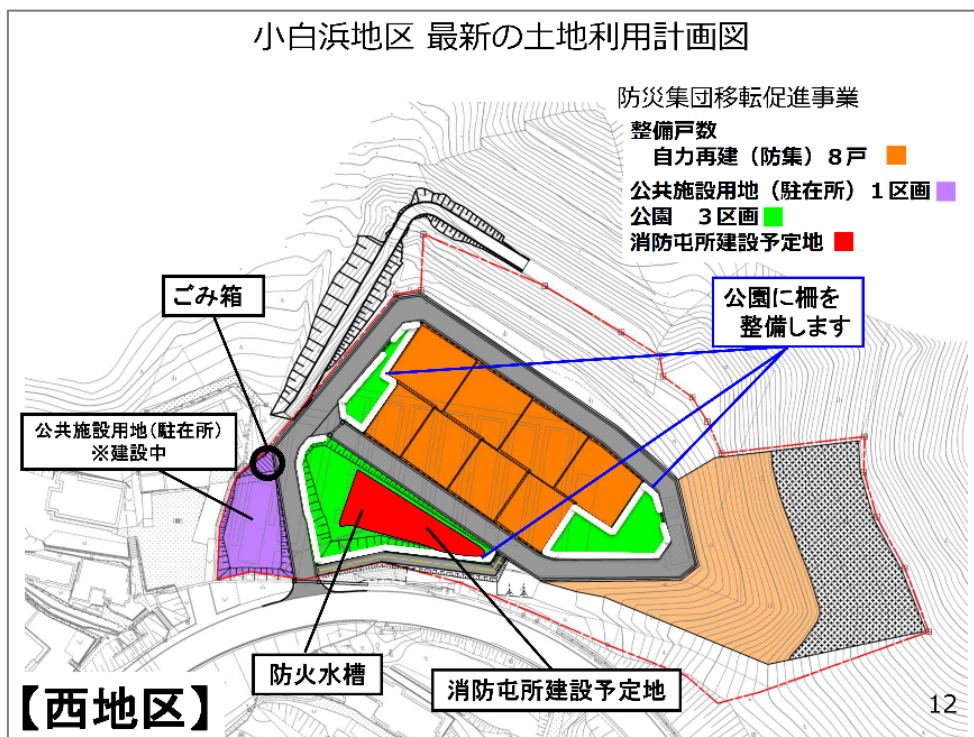 小白浜地区 最新の土地利用計画図
防災集団移転促進事業
整備戸数
自力再建（防集）８戸
公共施設用地（駐在所）１区画
公園　３区画
消防屯所建設予定地
ごみ箱
公園に柵を
整備します
公共施設用地（駐在所）
※建設中
防火水槽
消防屯所建設予定地
【西地区】
12